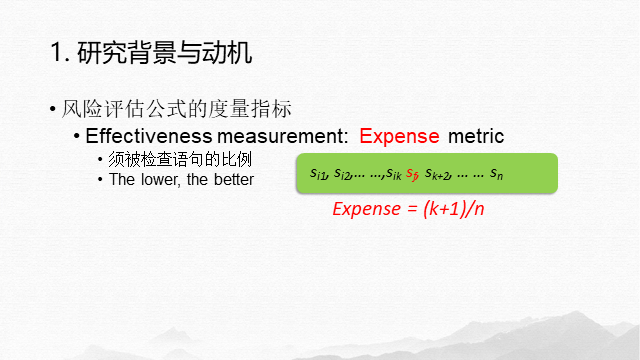 1. 研究背景与动机
• 风险评估公式的度量指标
• Effectiveness measurement: Expense metric
• 须被检查语句的比例
• The lower, the better
si1, si2,... ...,sik sf, sk+2, ... ... sn
Expense = (k+1)/n